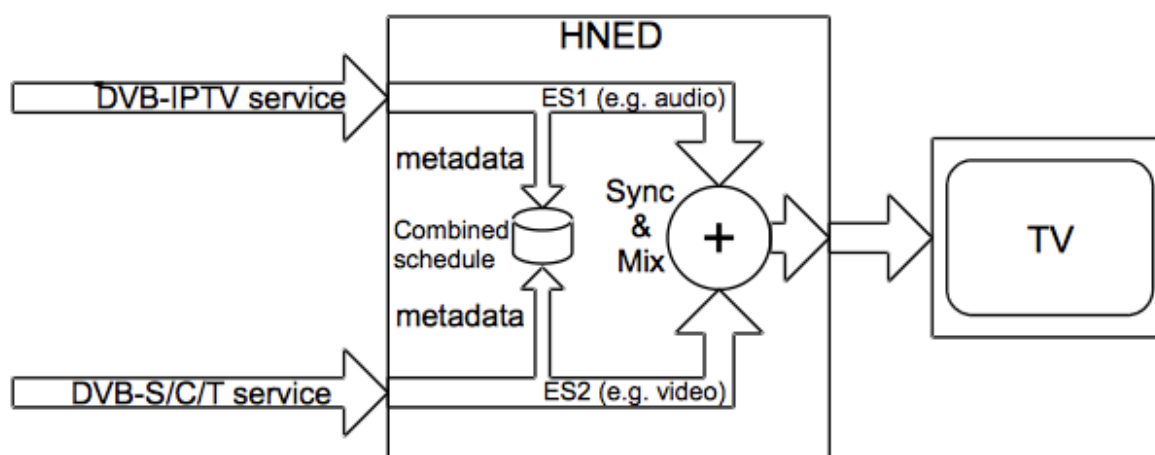 HNED
DVB-IPTV service
ES1 (e.g. audio)
metadata
Sync
&
Mix
Combined
schedule
+
TV
metadata
DVB-S/C/T service
ES2 (e.g. video)